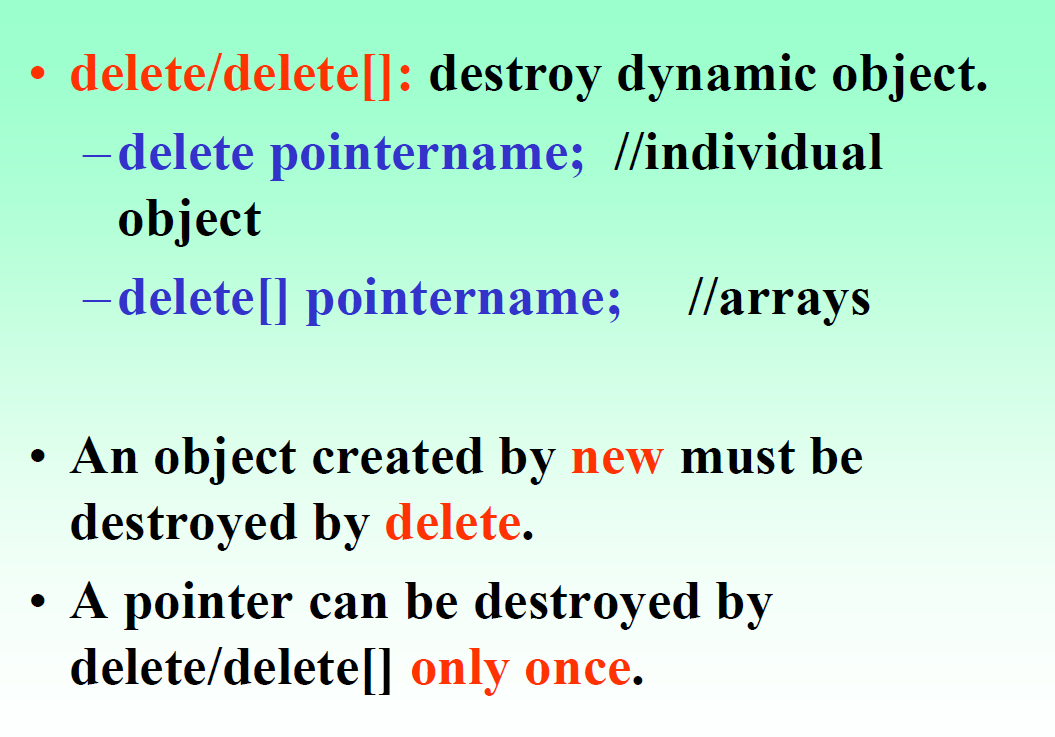 • delete/delete[]: destroy dynamic object.
– delete pointername; //individual
object
– delete[] pointername; //arrays
• An object created by new must be
destroyed by delete.
• A pointer can be destroyed by
delete/delete[] only once.